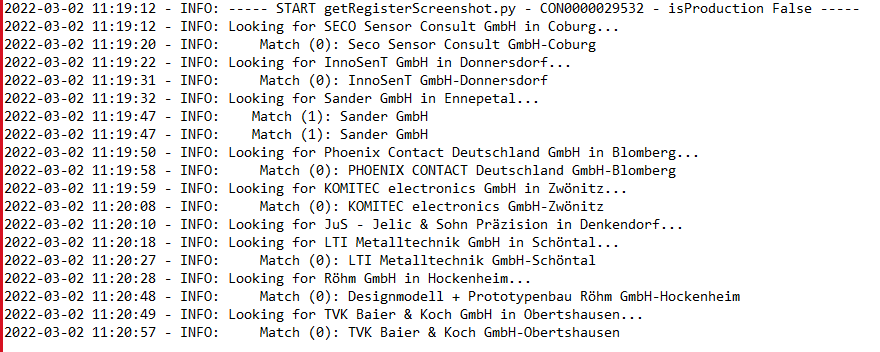 2022-03-02 11:19:12 - INFO: ----- START getRegisterScreenshot.py - CON0000029532 - isProduction False -----
2022-03-02 11:19:12 - INFO: Looking for SECO Sensor Consult GmbH in Coburg...
2022-03-02 11:19:20 - INFO:     Match (0): Seco Sensor Consult GmbH-Coburg
2022-03-02 11:19:22 - INFO: Looking for InnoSenT GmbH in Donnersdorf...
2022-03-02 11:19:31 - INFO:     Match (0): InnoSenT GmbH-Donnersdorf
2022-03-02 11:19:32 - INFO: Looking for Sander GmbH in Ennepetal...
2022-03-02 11:19:47 - INFO:    Match (1): Sander GmbH
2022-03-02 11:19:47 - INFO:    Match (1): Sander GmbH
2022-03-02 11:19:50 - INFO: Looking for Phoenix Contact Deutschland GmbH in Blomberg...
2022-03-02 11:19:58 - INFO:     Match (0): PHOENIX CONTACT Deutschland GmbH-Blomberg
2022-03-02 11:19:59 - INFO: Looking for KOMITEC electronics GmbH in Zwönitz...
2022-03-02 11:20:08 - INFO:     Match (0): KOMITEC electronics GmbH-Zwönitz
2022-03-02 11:20:10 - INFO: Looking for JuS - Jelic & Sohn Präzision in Denkendorf...
2022-03-02 11:20:18 - INFO: Looking for LTI Metalltechnik GmbH in Schöntal...
2022-03-02 11:20:27 - INFO:     Match (0): LTI Metalltechnik GmbH-Schöntal
2022-03-02 11:20:28 - INFO: Looking for Röhm GmbH in Hockenheim...
2022-03-02 11:20:48 - INFO:     Match (0): Designmodell + Prototypenbau Röhm GmbH-Hockenheim
2022-03-02 11:20:49 - INFO: Looking for TVK Baier & Koch GmbH in Obertshausen...
2022-03-02 11:20:57 - INFO:     Match (0): TVK Baier & Koch GmbH-Obertshausen